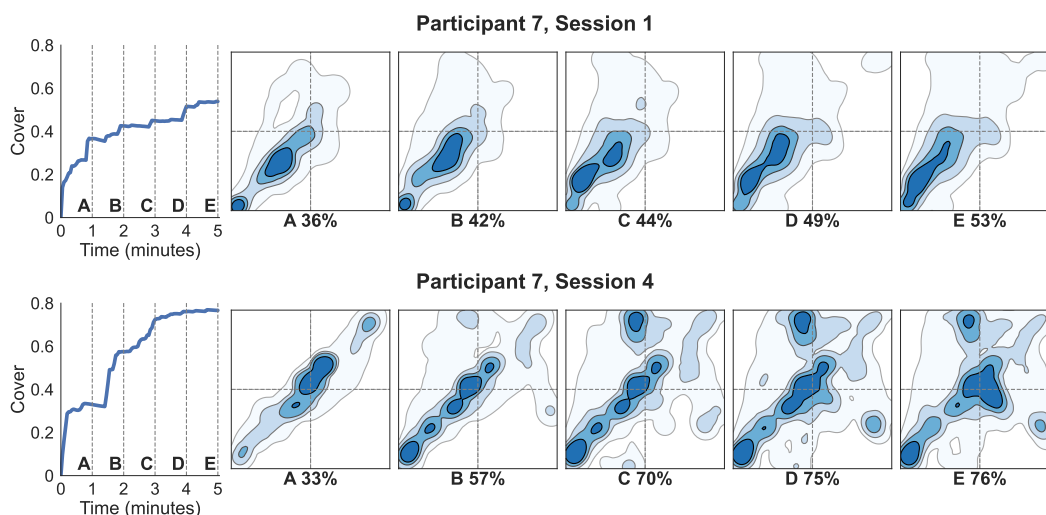 Participant 7, Session 1
Cover
0.8
0.6
0.4
0.2
0
A B C D E
0 1 2 3 4 5
Time (minutes)
A 36%
B 42%
C 44%
D 49%
E 53%
Participant 7, Session 4
Cover
0.8
0.6
0.4
0.2
0
A B C D E
0 1 2 3 4 5
Time (minutes)
A 33%
B 57%
C 70%
D 75%
E 76%